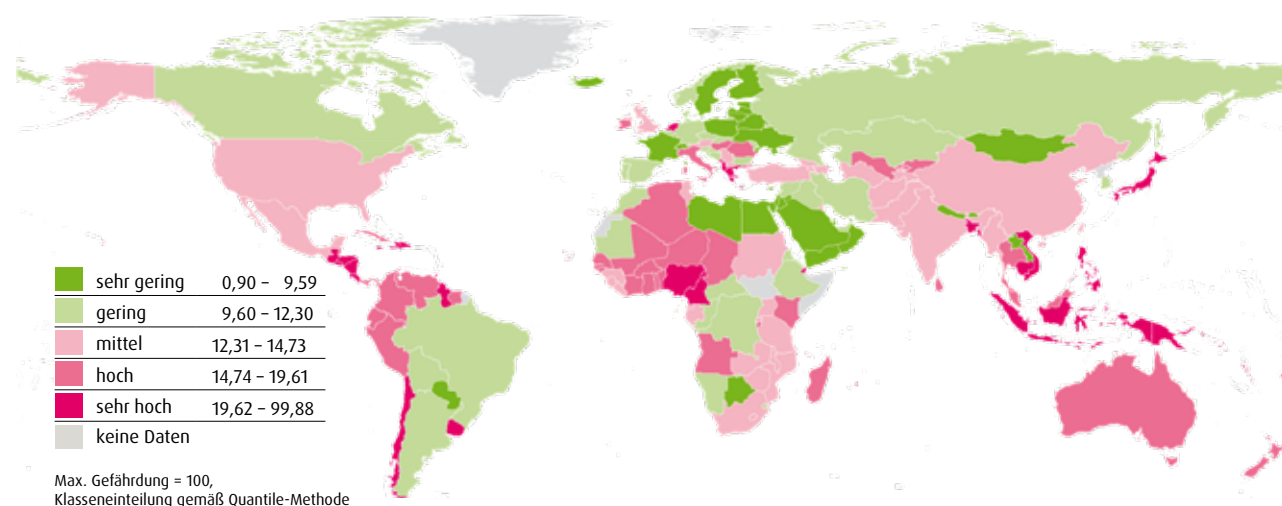 sehr gering 0,90 – 9,59
gering 9,60 – 12,30
mittel 12,31 – 14,73
hoch 14,74 – 19,61
sehr hoch 19,62 – 99,88
keine Daten
Max. Gefährdung = 100,
Klasseneinteilung gemäß Quantile-Methode